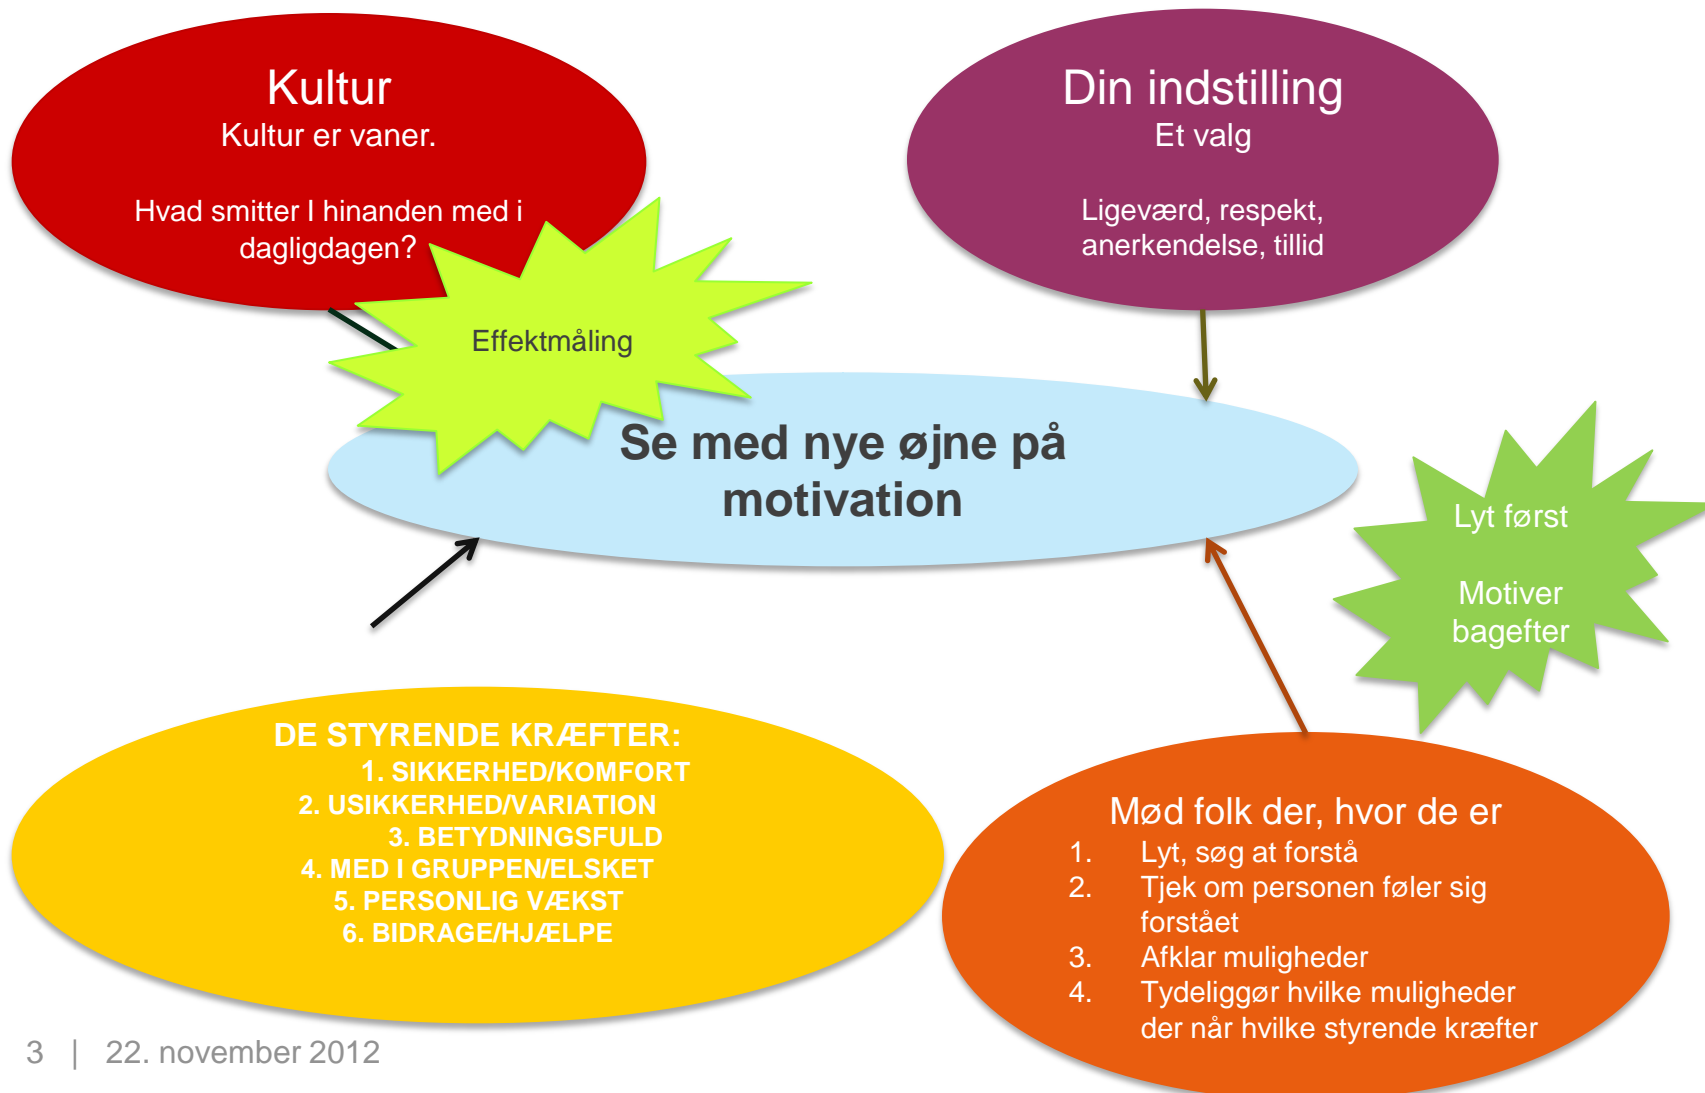 Kultur
Kultur er vaner.
Hvad smitter I hinanden med i
dagligdagen?
Din indstilling
Et valg
Ligeværd, respekt,
anerkendelse, tillid
Effektmåling
Se med nye øjne på
motivation
Lyt først
Motiver
bagefter
DE STYRENDE KRÆFTER:
1. SIKKERHED/KOMFORT
2. USIKKERHED/VARIATION
3. BETYDNINGSFULD
4. MED I GRUPPEN/ELSKET
5. PERSONLIG VÆKST
6. BIDRAGE/HJÆLPE
Mød folk der, hvor de er
1. Lyt, søg at forstå
2. Tjek om personen føler sig
forstået
3. Afklar muligheder
4. Tydeliggør hvilke muligheder
der når hvilke styrende kræfter
3 | 22. november 2012